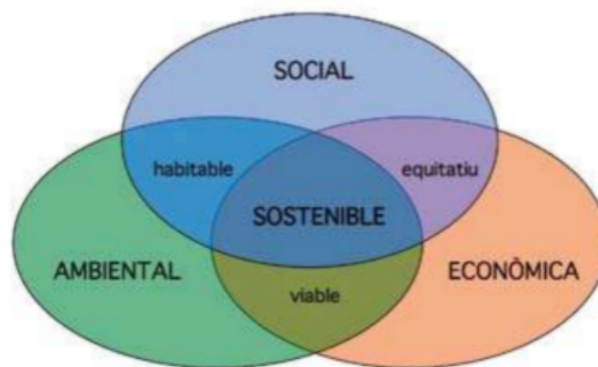 SOCIAL
habitable
equitatiu
SOSTENIBLE
AMBIENTAL
ECONÒMICA
viable